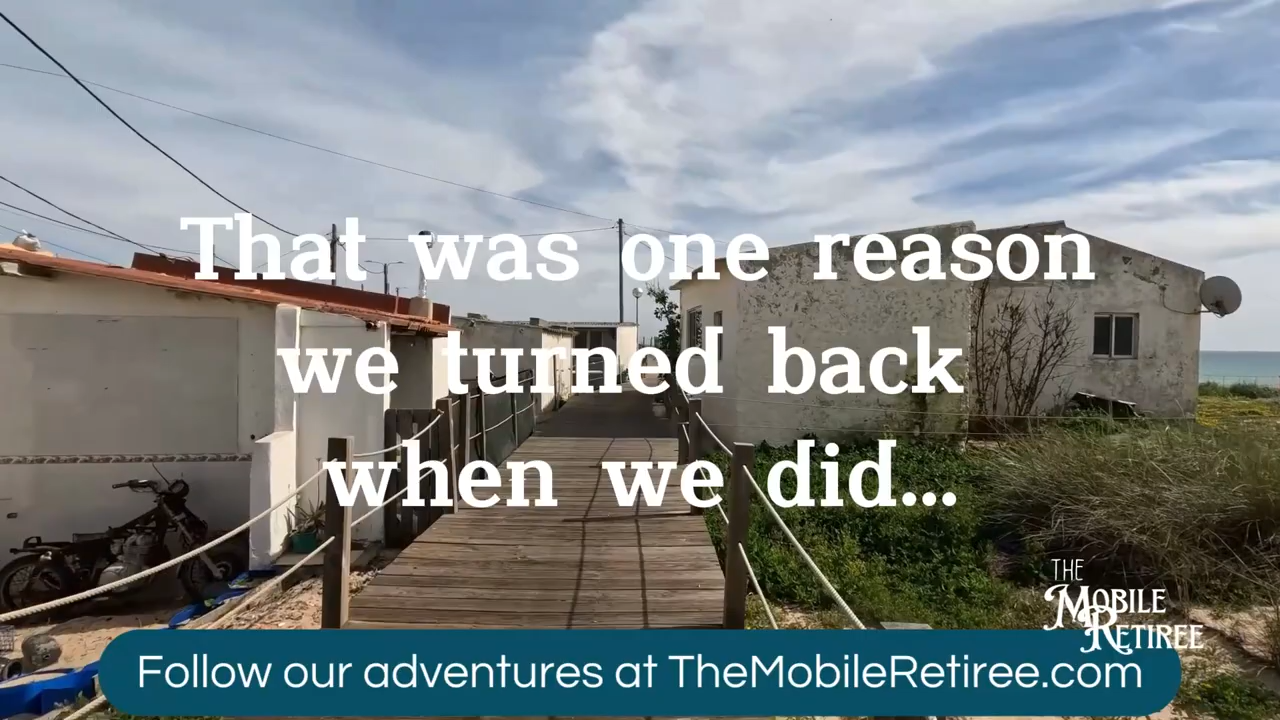 That was one reason
we turned back
when we did...
THE
MOBILE
RETIREE
Follow our adventures at TheMobileRetiree.com